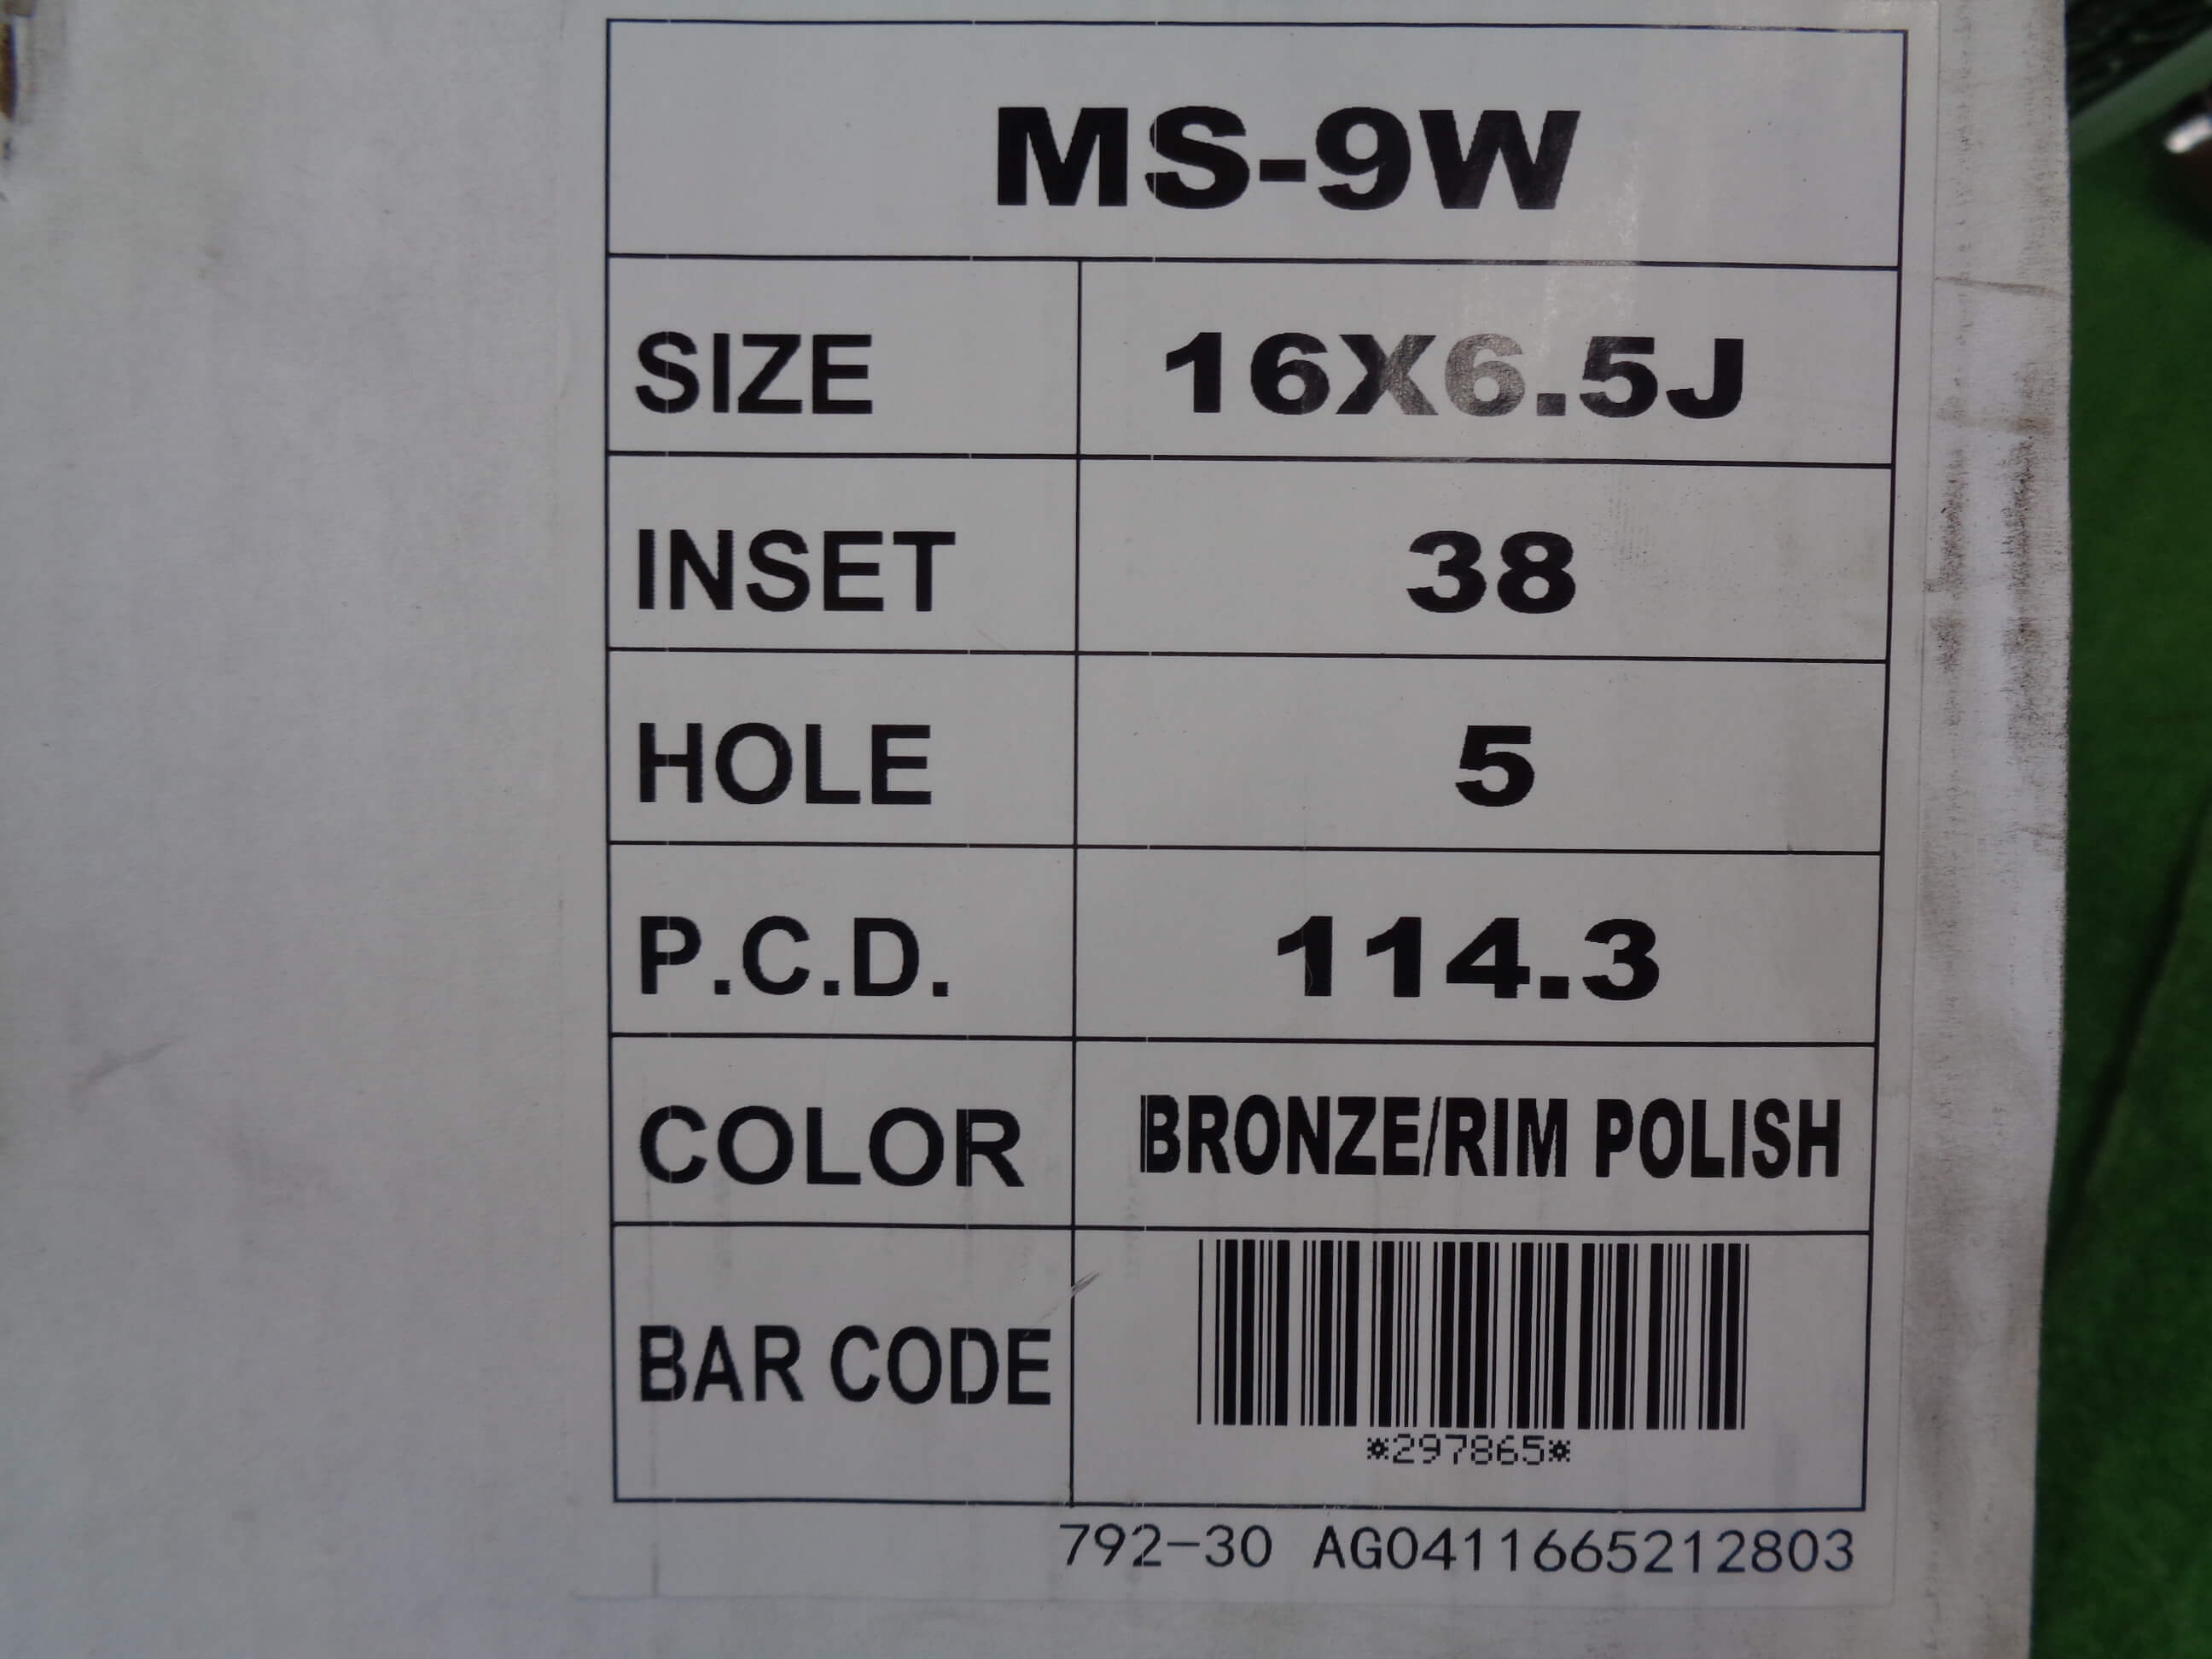 MS-9W
SIZE 16X6.5J
INSET 38
HOLE 5
P.C.D. 114.3
COLOR BRONZE/RIM POLISH
BAR CODE
*297865*
792-30 AG0411665212803